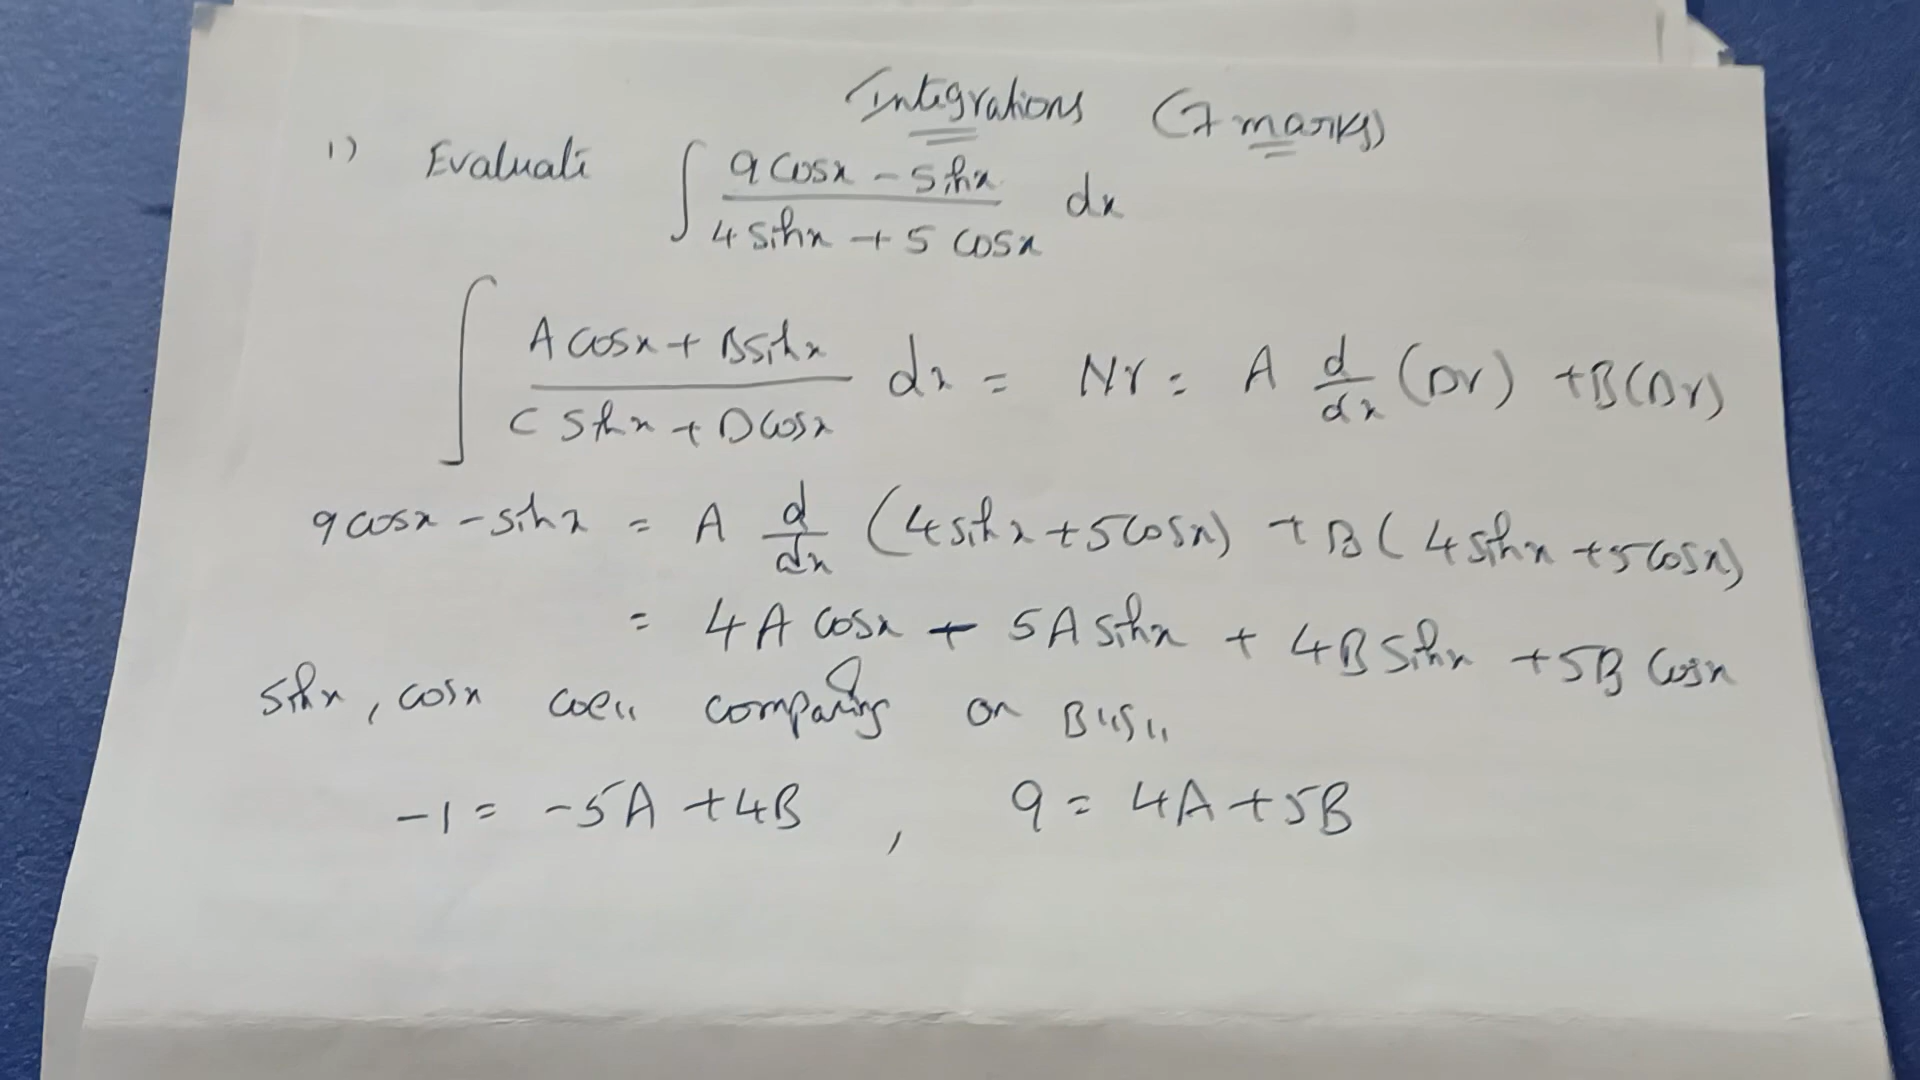 Integrations (7 marks)
1) Evaluate ∫ (9 cosx - sinx)/(4 sinx + 5 cosx) dx
∫ (A cosx + B sinx)/(C sinx + D cosx) dx = Nr = A d/dx (Dr) + B(Dr)
9 cosx - sinx = A d/dx (4 sinx + 5 cosx) + B(4 sinx + 5 cosx)
= 4A cosx - 5A sinx + 4B sinx + 5B cosx
sinx, cosx coe" comparing on B"S"
-1 = -5A + 4B , 9 = 4A + 5B